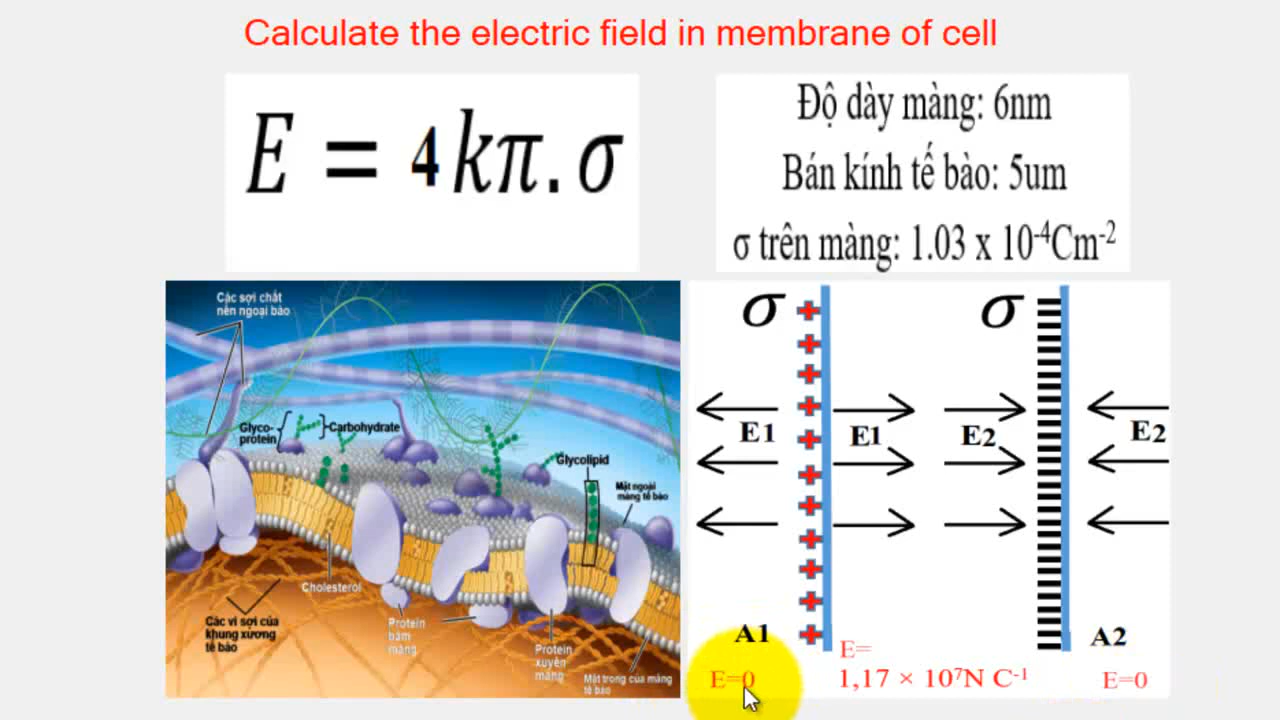 Calculate the electric field in membrane of cell
E = 4kπ.σ
Độ dày màng: 6nm
Bán kính tế bào: 5um
σ trên màng: 1.03 x 10⁻⁴Cm⁻²
Các sợi chất
nền ngoại bào
Glyco-
protein
Carbohydrate
Glycolipid
Mặt ngoài
màng tế bào
Cholesterol
Các vi sợi của
khung xương
tế bào
Protein
bám
màng
Protein
xuyên
màng
Mặt trong của màng
tế bào
σ
σ
E1
E1
E2
E2
A1
A2
E=0
E=
1,17 × 10⁷N C⁻¹
E=0